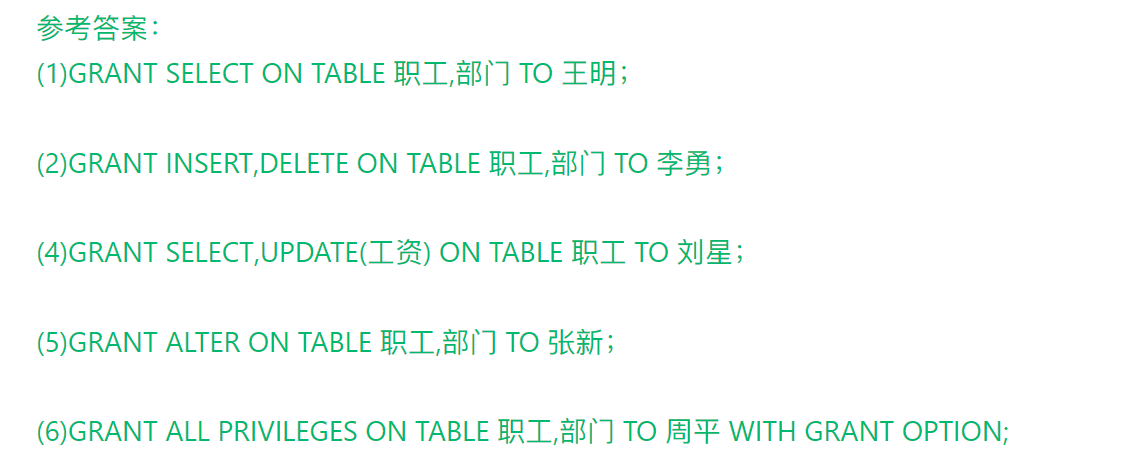 参考答案：
(1)GRANT SELECT ON TABLE 职工,部门 TO 王明；
(2)GRANT INSERT,DELETE ON TABLE 职工,部门 TO 李勇；
(4)GRANT SELECT,UPDATE(工资) ON TABLE 职工 TO 刘星；
(5)GRANT ALTER ON TABLE 职工,部门 TO 张新；
(6)GRANT ALL PRIVILEGES ON TABLE 职工,部门 TO 周平 WITH GRANT OPTION;